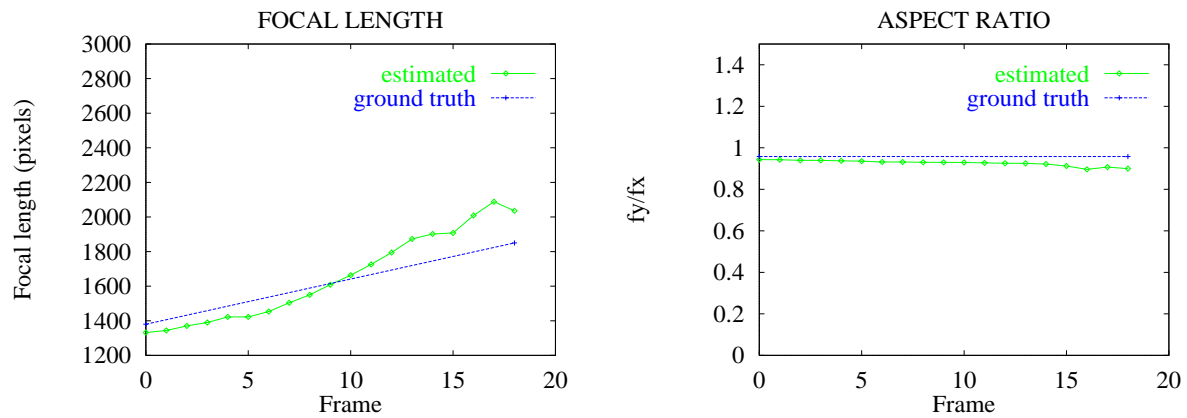 FOCAL LENGTH
3000
2800
2600
2400
2200
2000
1800
1600
1400
1200
0
5
10
15
20
Focal length (pixels)
Frame
estimated
ground truth
ASPECT RATIO
1.4
1.2
1
0.8
0.6
0.4
0.2
0
0
5
10
15
20
fy/fx
Frame
estimated
ground truth